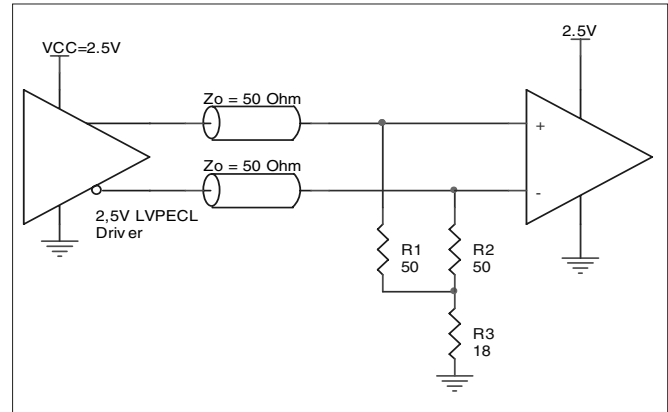 VCC=2.5V
2.5V
Zo = 50 Ohm
+
Zo = 50 Ohm
-
2,5V LVPECL
Driver
R1
50
R2
50
R3
18